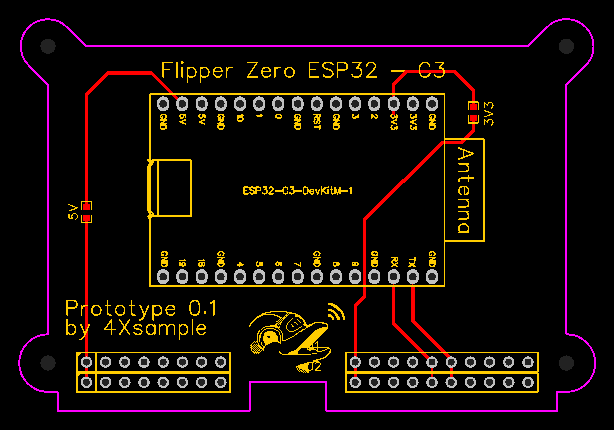 Flipper Zero ESP32 - C3
GND 5V 5V GND 10 1 0 GND RST GND 3 2 3V3 3V3 GND
3V3
Antenna
ESP32-C3-DevKitM-1
5V
GND 19 18 GND 4 5 6 7 GND 8 9 GND RX TX GND
Prototype 0.1
by 4Xsample